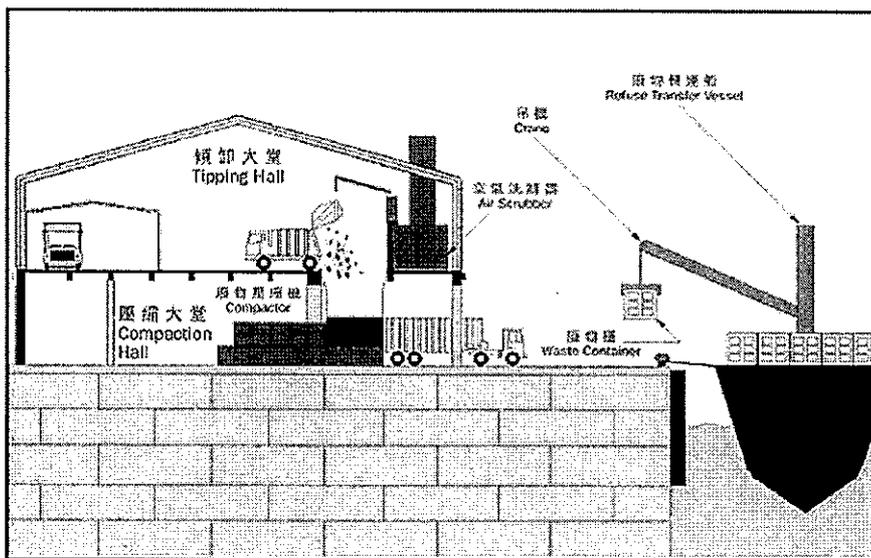 廢物轉運船
Refuse Transfer Vessel
吊機
Crane
傾卸大堂
Tipping Hall
空氣洗滌器
Air Scrubber
廢物壓縮機
Compactor
壓縮大堂
Compaction
Hall
廢物箱
Waste Container